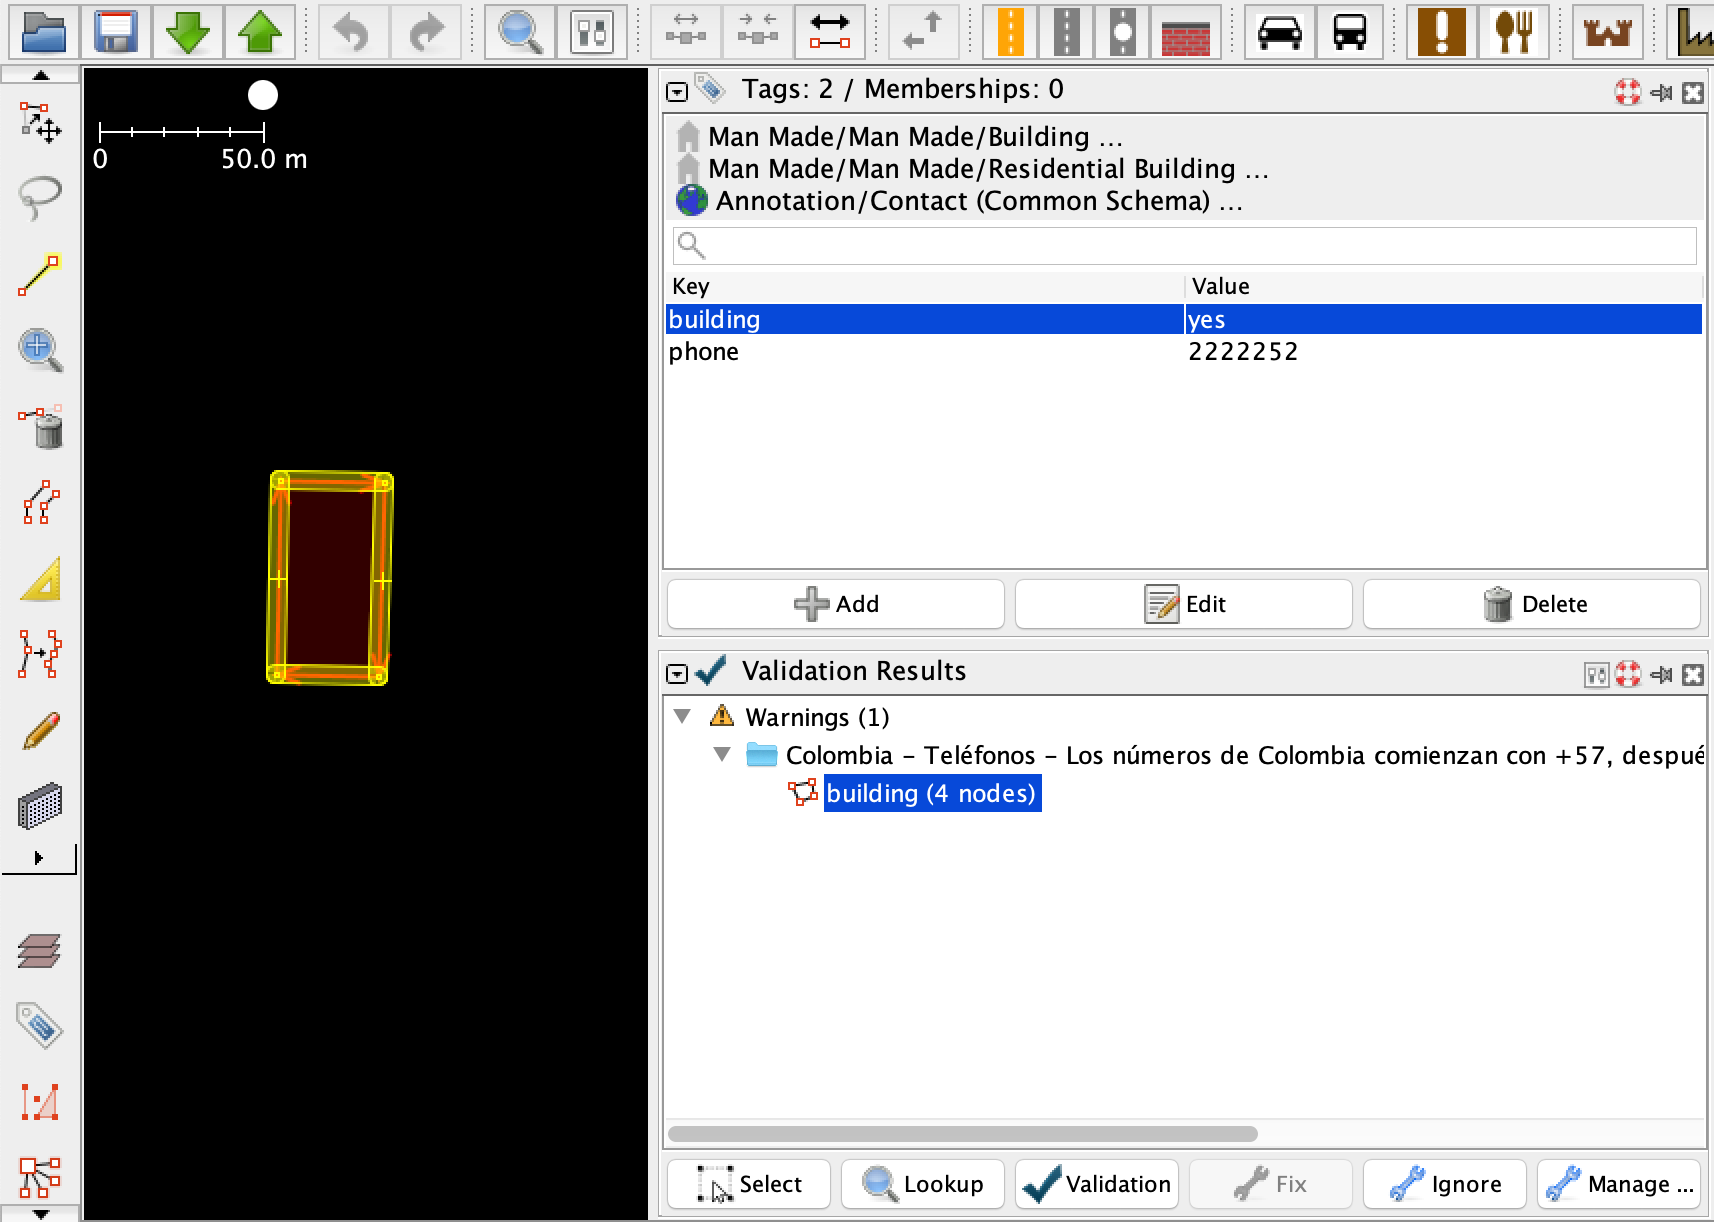 0 50.0 m
Tags: 2 / Memberships: 0
Man Made/Man Made/Building ...
Man Made/Man Made/Residential Building ...
Annotation/Contact (Common Schema) ...
Key Value
building yes
phone 2222252
Add Edit Delete
Validation Results
Warnings (1)
Colombia – Teléfonos – Los números de Colombia comienzan con +57, despué
building (4 nodes)
Select Lookup Validation Fix Ignore Manage ...